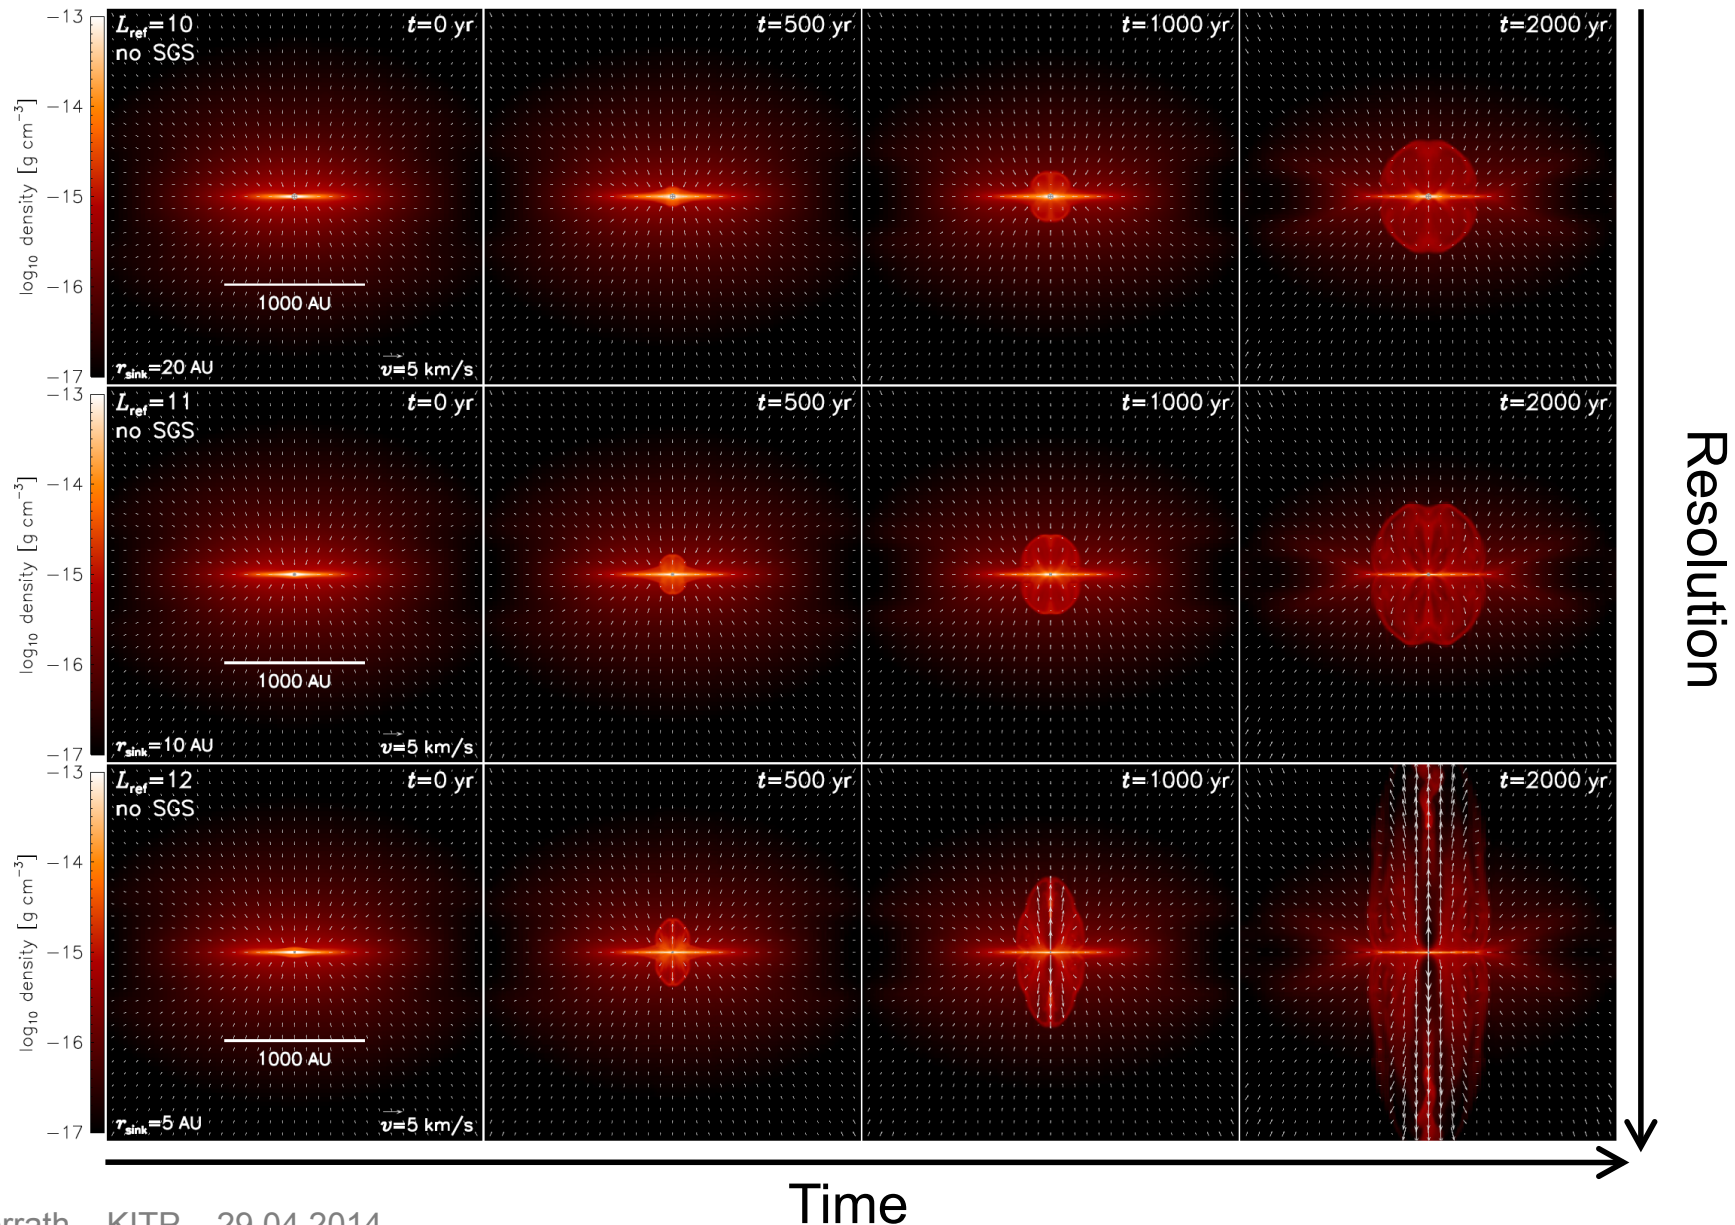 L_ref=10
no SGS
t=0 yr
t=500 yr
t=1000 yr
t=2000 yr
−13
−14
−15
−16
−17
log₁₀ density [g cm⁻³]
1000 AU
r_sink=20 AU
v=5 km/s
L_ref=11
no SGS
t=0 yr
t=500 yr
t=1000 yr
t=2000 yr
−13
−14
−15
−16
−17
log₁₀ density [g cm⁻³]
1000 AU
r_sink=10 AU
v=5 km/s
L_ref=12
no SGS
t=0 yr
t=500 yr
t=1000 yr
t=2000 yr
−13
−14
−15
−16
−17
log₁₀ density [g cm⁻³]
1000 AU
r_sink=5 AU
v=5 km/s
Resolution
Time
KITP 29.04.2014